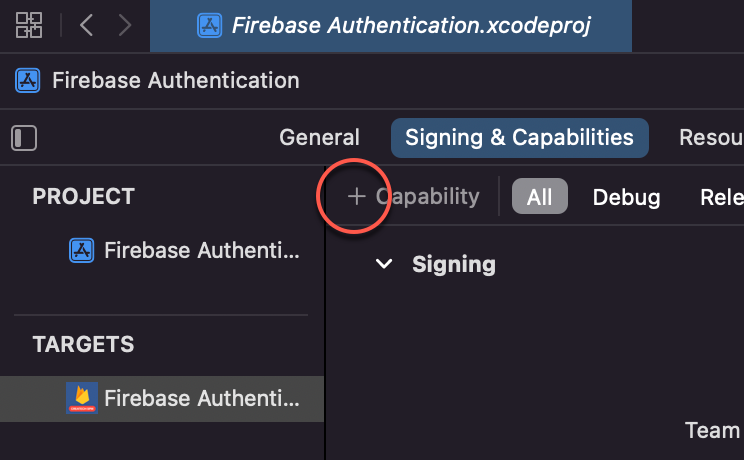 Firebase Authentication.xcodeproj
Firebase Authentication
General Signing & Capabilities Resou
PROJECT + Capability All Debug Rele
Firebase Authenti...
Signing
TARGETS
Firebase Authenti...
Team